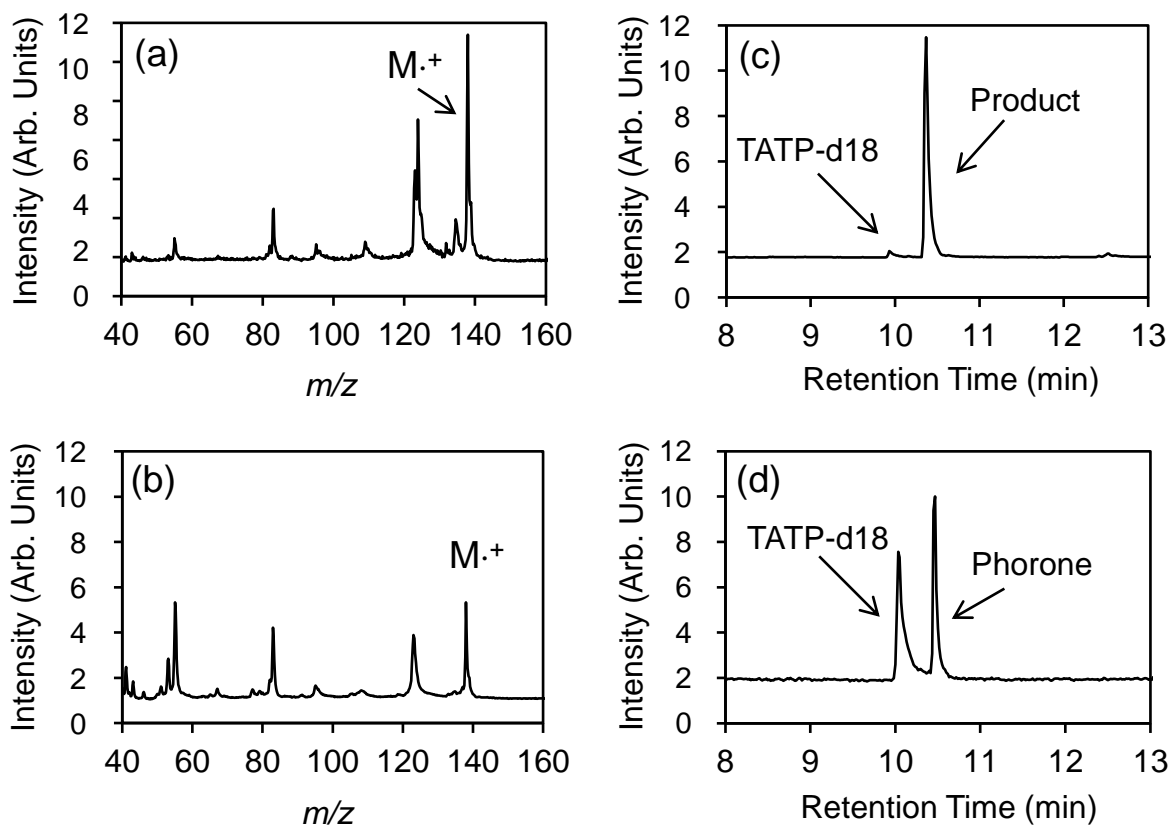 (a)
M·+
Intensity (Arb. Units)
12
10
8
6
4
2
0
40 60 80 100 120 140 160
m/z
(c)
TATP-d18
Product
Intensity (Arb. Units)
12
10
8
6
4
2
0
8 9 10 11 12 13
Retention Time (min)
(b)
M·+
Intensity (Arb. Units)
12
10
8
6
4
2
0
40 60 80 100 120 140 160
m/z
(d)
TATP-d18
Phorone
Intensity (Arb. Units)
12
10
8
6
4
2
0
8 9 10 11 12 13
Retention Time (min)